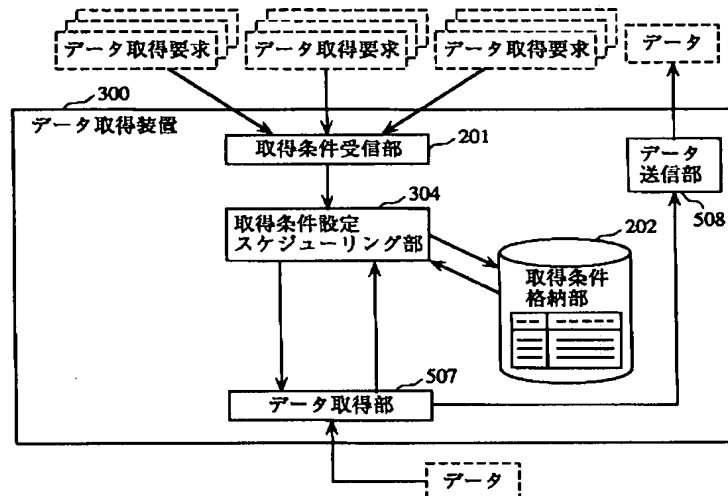 データ取得要求
データ取得要求
データ取得要求
データ
300
データ取得装置
取得条件受信部
201
データ
送信部
508
304
取得条件設定
スケジューリング部
202
取得条件
格納部
507
データ取得部
データ